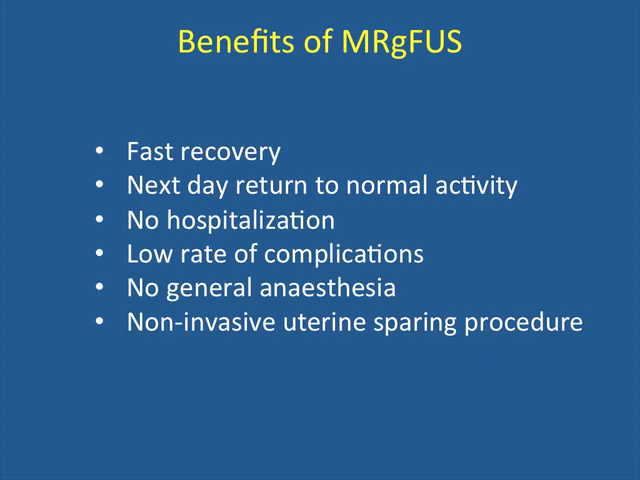 Benefits of MRgFUS
• Fast recovery
• Next day return to normal activity
• No hospitalization
• Low rate of complications
• No general anaesthesia
• Non-invasive uterine sparing procedure